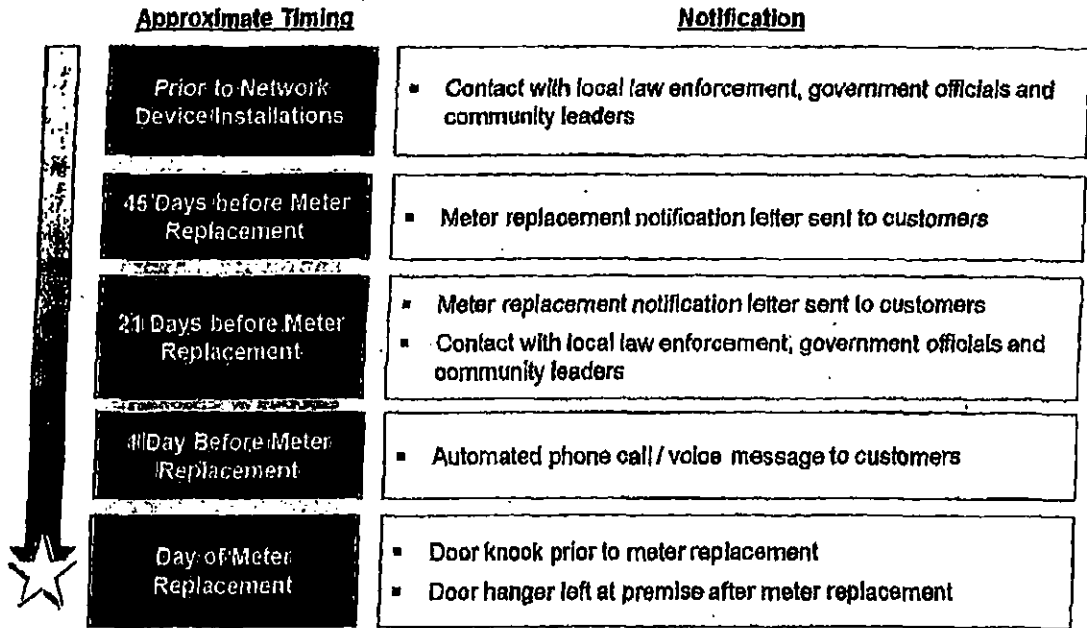 Approximate Timing
Notification
Prior to Network
Device Installations
▪ Contact with local law enforcement, government officials and
community leaders
45 Days before Meter
Replacement
▪ Meter replacement notification letter sent to customers
21 Days before Meter
Replacement
▪ Meter replacement notification letter sent to customers
▪ Contact with local law enforcement, government officials and
community leaders
1 Day Before Meter
Replacement
▪ Automated phone call / voice message to customers
Day of Meter
Replacement
▪ Door knock prior to meter replacement
▪ Door hanger left at premise after meter replacement